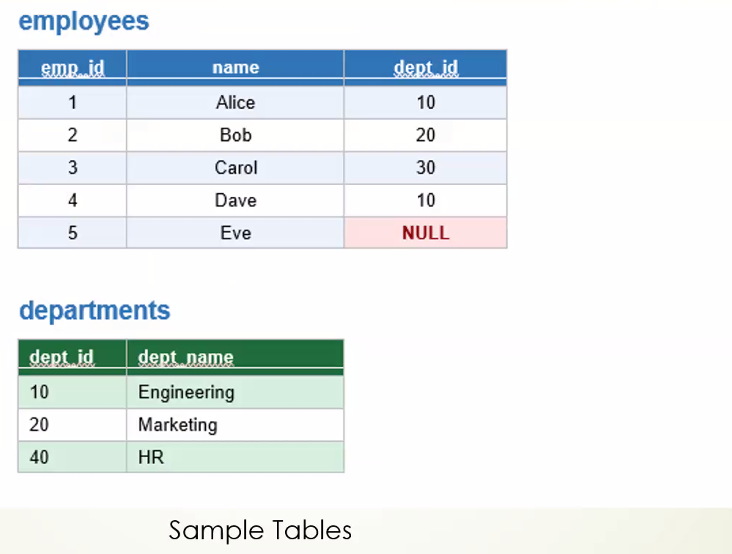 employees
emp_id name dept_id
1 Alice 10
2 Bob 20
3 Carol 30
4 Dave 10
5 Eve NULL
departments
dept_id dept_name
10 Engineering
20 Marketing
40 HR
Sample Tables